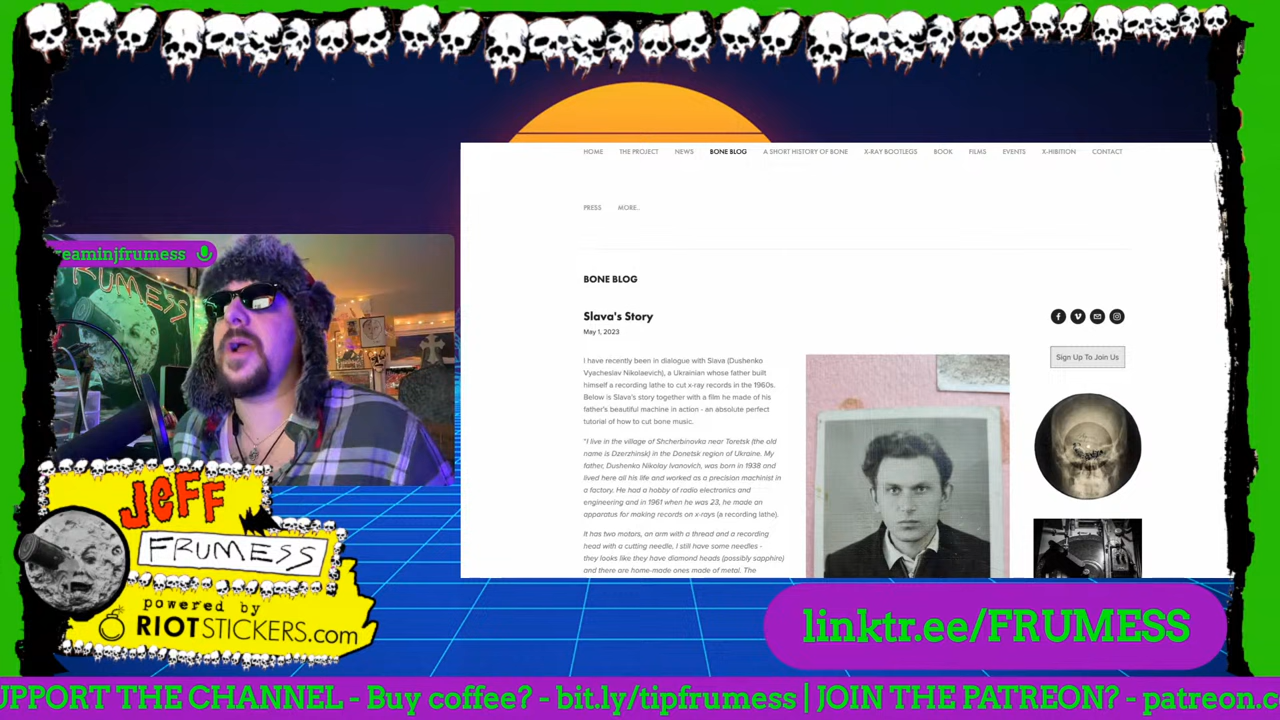 HOME THE PROJECT NEWS BONE BLOG A SHORT HISTORY OF BONE X-RAY BOOTLEGS BOOK FILMS EVENTS X-HIBITION CONTACT
PRESS MORE..
BONE BLOG
Slava's Story
May 1, 2023
I have recently been in dialogue with Slava (Dushenko
Vyacheslav Nikolaevich), a Ukrainian whose father built
himself a recording lathe to cut x-ray records in the 1960s.
Below is Slava's story together with a film he made of his
father's beautiful machine in action - an absolute perfect
tutorial of how to cut bone music.
"I live in the village of Shcherbinovka near Toretsk (the old
name is Dzerzhinsk) in the Donetsk region of Ukraine. My
father, Dushenko Nikolay Ivanovich, was born in 1938 and
lived here all his life and worked as a precision machinist in
a factory. He had a hobby of radio electronics and
engineering and in 1961 when he was 23, he made an
apparatus for making records on x-rays (a recording lathe).
It has two motors, an arm with a thread and a recording
head with a cutting needle, I still have some needles -
they looks like they have diamond heads (possibly sapphire)
and there are home-made ones made of metal. The
Sign Up To Join Us
reaminjfrumess
FRUMESS
JEFF
FRUMESS
powered by
RIOTSTICKERS.com
linktr.ee/FRUMESS
UPPORT THE CHANNEL - Buy coffee? - bit.ly/tipfrumess | JOIN THE PATREON? - patreon.c